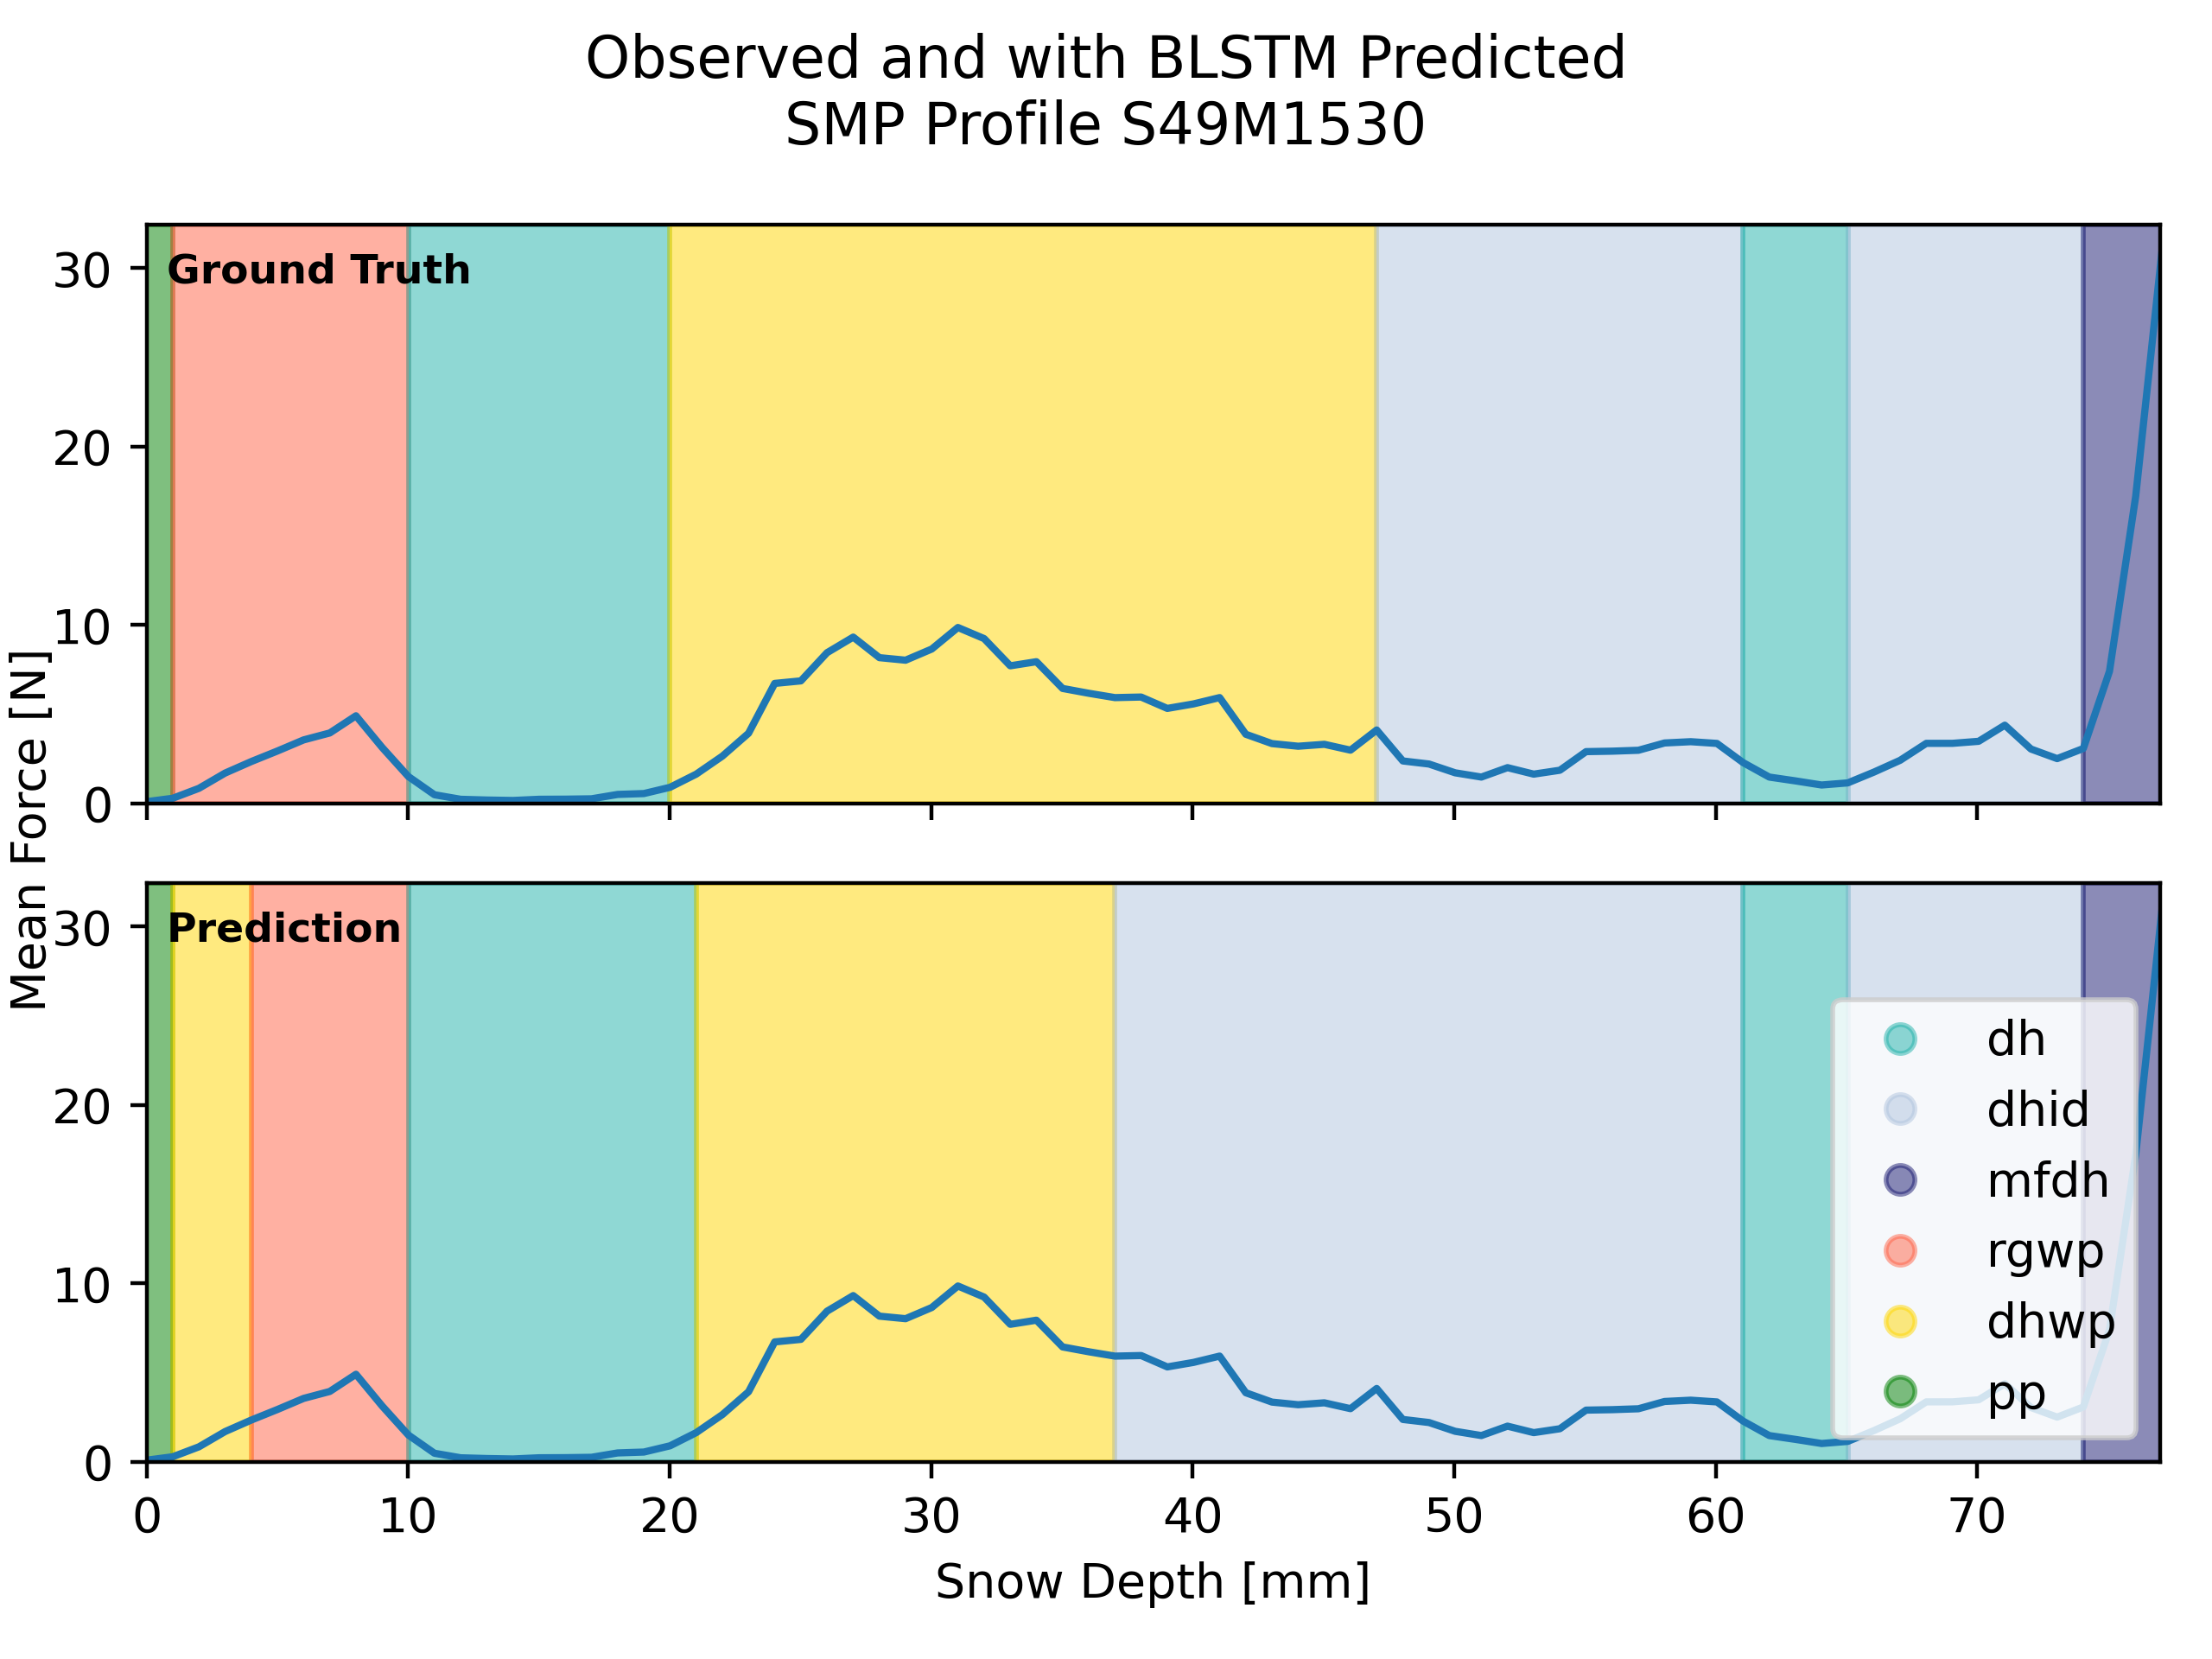 Observed and with BLSTM Predicted
SMP Profile S49M1530
Mean Force [N]
30
20
10
0
Ground Truth
30
20
10
0
Prediction
dh
dhid
mfdh
rgwp
dhwp
pp
0 10 20 30 40 50 60 70
Snow Depth [mm]